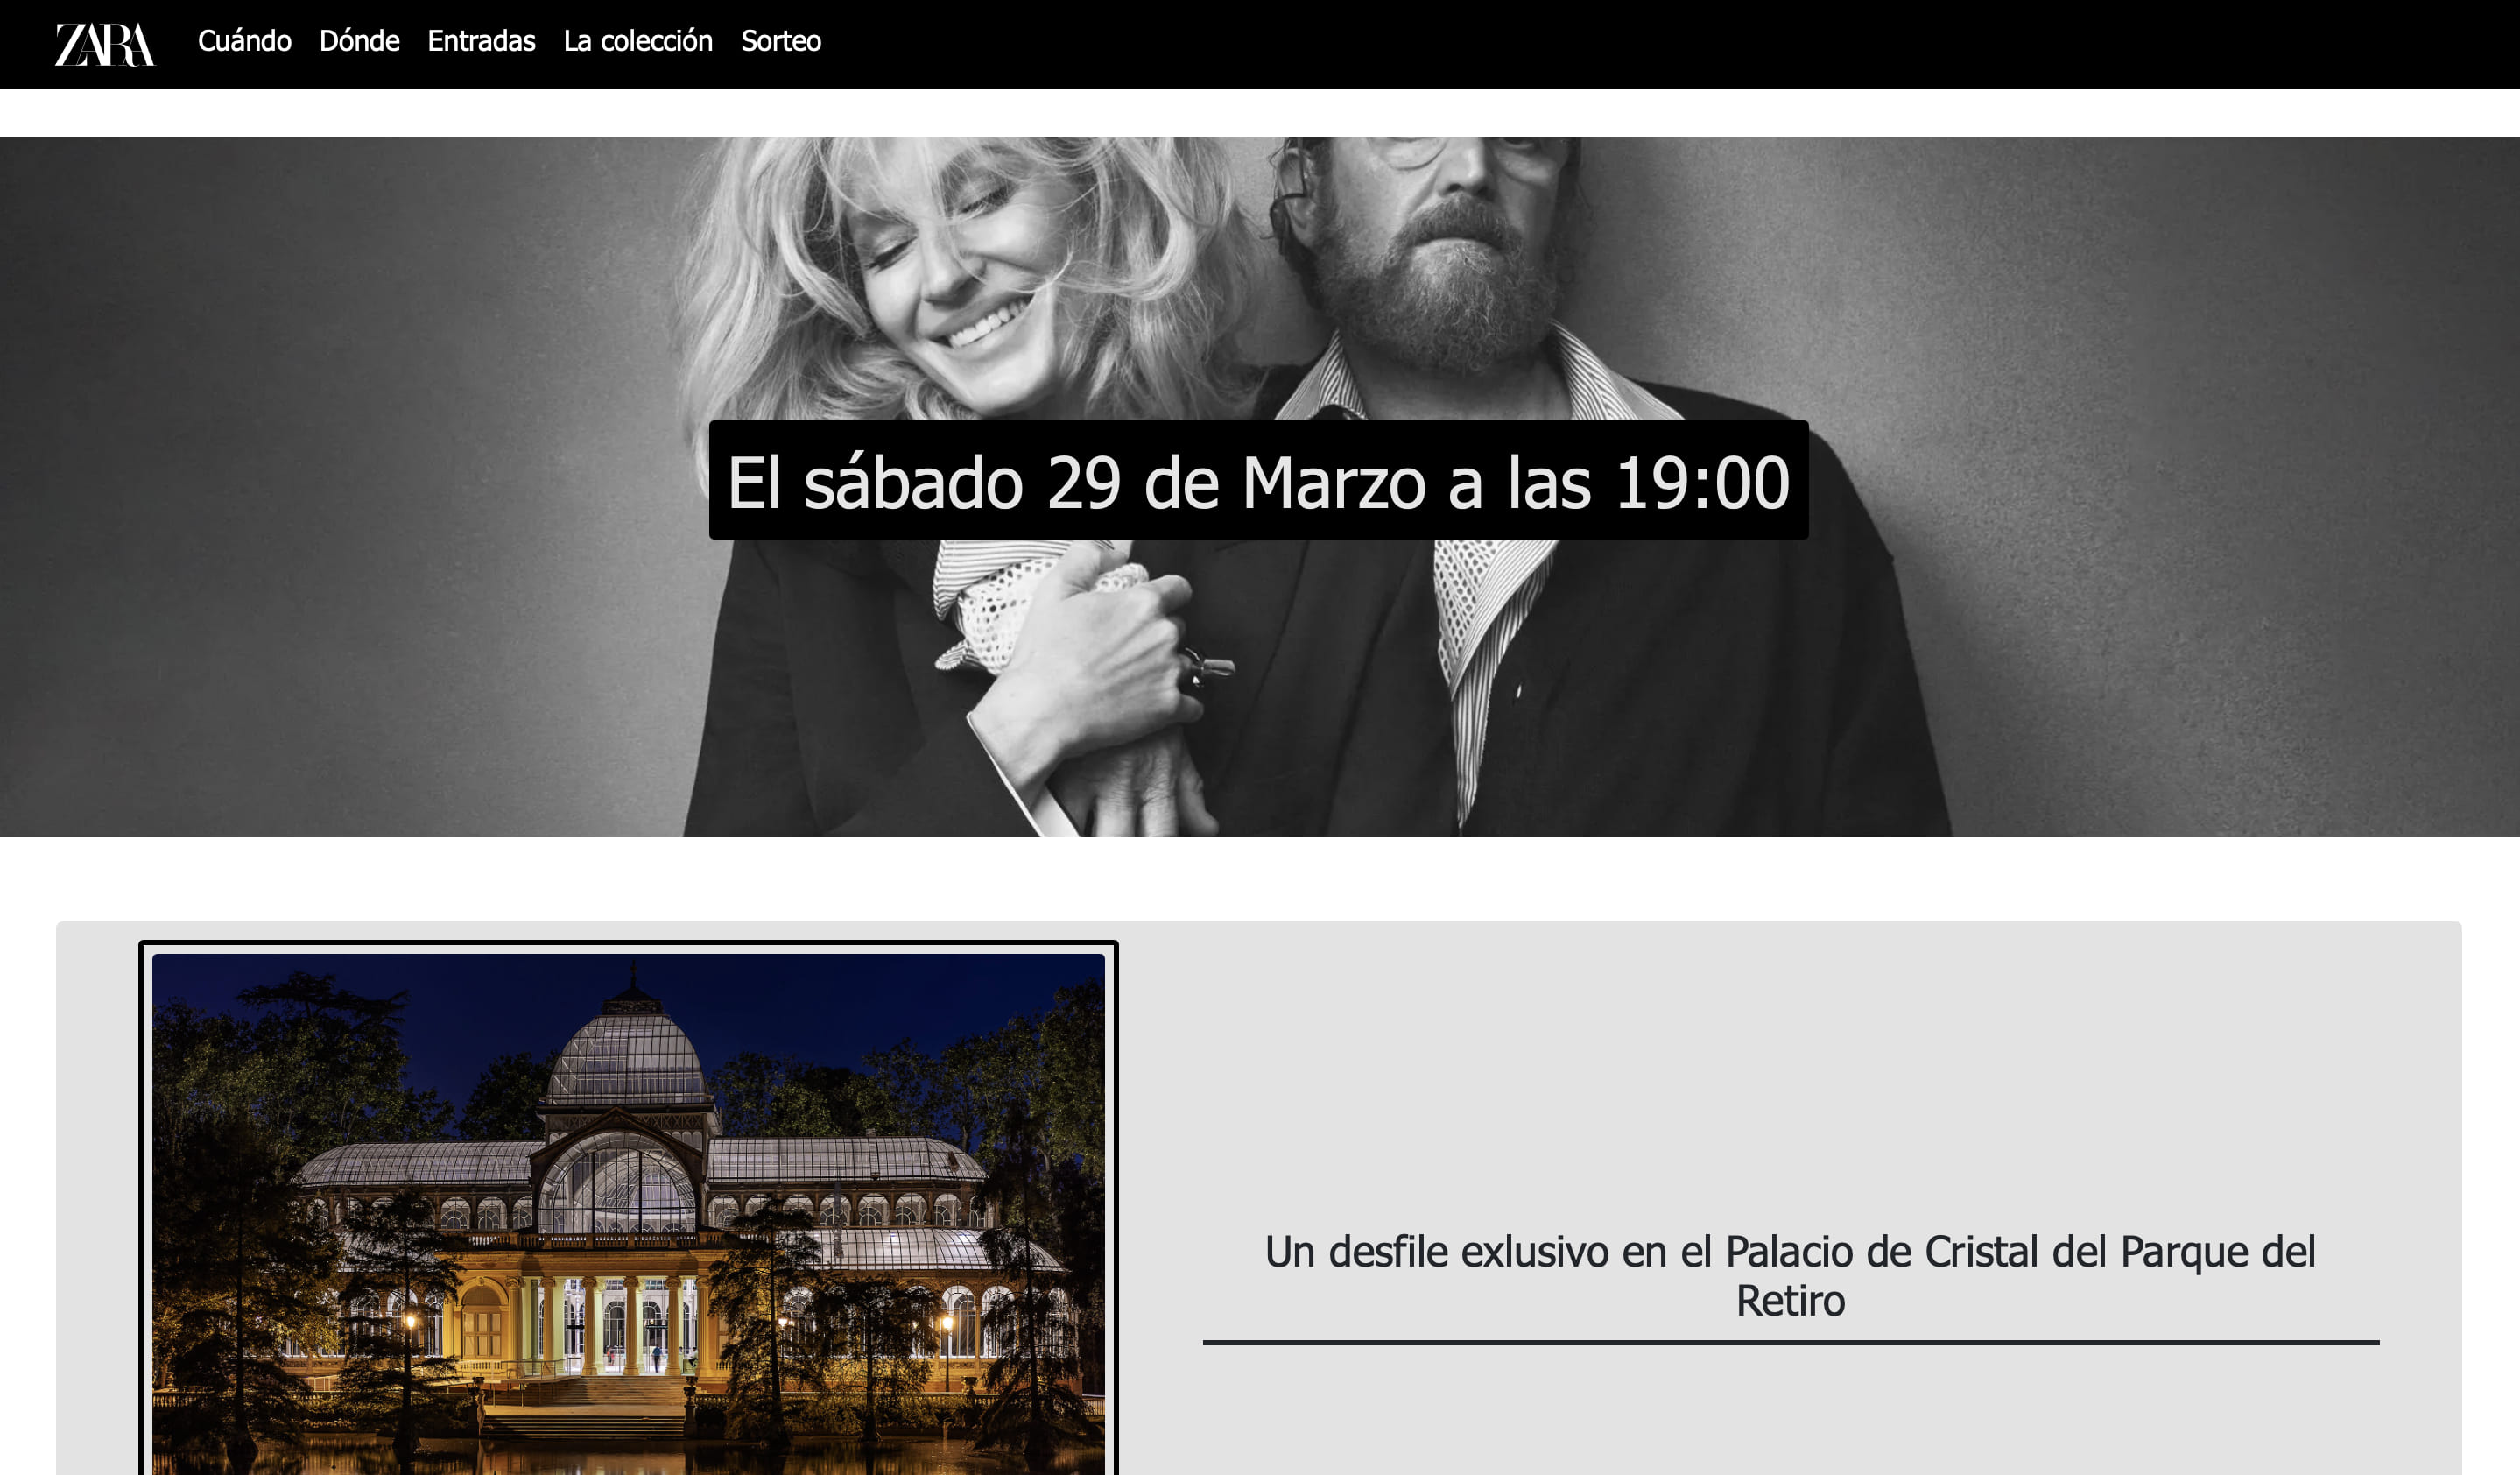 ZARA
Cuándo Dónde Entradas La colección Sorteo
El sábado 29 de Marzo a las 19:00
Un desfile exlusivo en el Palacio de Cristal del Parque del
Retiro